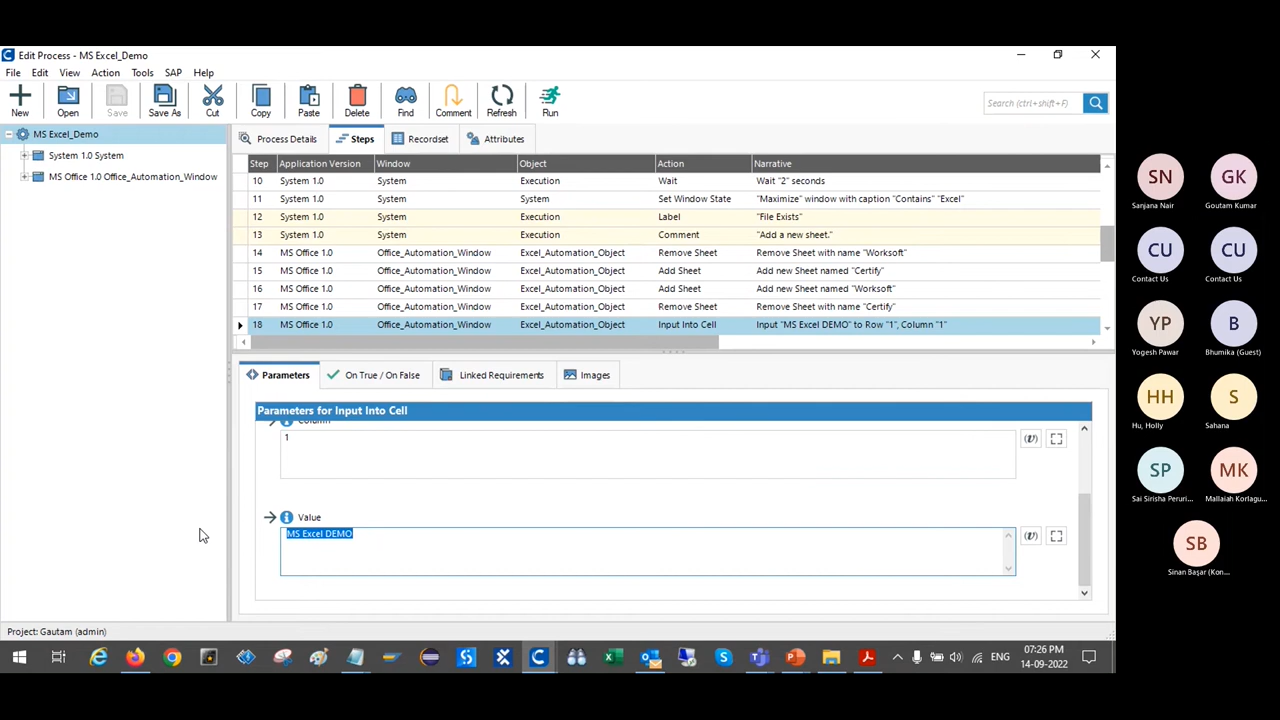 Edit Process - MS Excel_Demo
File Edit View Action Tools SAP Help
New Open Save Save As Cut Copy Paste Delete Find Comment Refresh Run
Search (ctrl+shift+F)
MS Excel_Demo
System 1.0 System
MS Office 1.0 Office_Automation_Window
Process Details Steps Recordset Attributes
Step Application Version Window Object Action Narrative
10 System 1.0 System Execution Wait Wait "2" seconds
11 System 1.0 System System Set Window State "Maximize" window with caption "Contains" "Excel"
12 System 1.0 System Execution Label "File Exists"
13 System 1.0 System Execution Comment "Add a new sheet."
14 MS Office 1.0 Office_Automation_Window Excel_Automation_Object Remove Sheet Remove Sheet with name "Worksoft"
15 MS Office 1.0 Office_Automation_Window Excel_Automation_Object Add Sheet Add new Sheet named "Certify"
16 MS Office 1.0 Office_Automation_Window Excel_Automation_Object Add Sheet Add new Sheet named "Worksoft"
17 MS Office 1.0 Office_Automation_Window Excel_Automation_Object Remove Sheet Remove Sheet with name "Certify"
18 MS Office 1.0 Office_Automation_Window Excel_Automation_Object Input Into Cell Input "MS Excel DEMO" to Row "1", Column "1"
Parameters On True / On False Linked Requirements Images
Parameters for Input Into Cell
Column
1
(v)
Value
MS Excel DEMO
(v)
Project: Gautam (admin)
ENG
07:26 PM
14-09-2022
SN GK
Sanjana Nair Goutam Kumar
CU CU
Contact Us Contact Us
YP B
Yogesh Pawar Bhumika (Guest)
HH S
Hu, Holly Sahana
SP MK
Sai Sirisha Peruri... Mallaiah Korlagu...
SB
Sinan Başar (Kon...